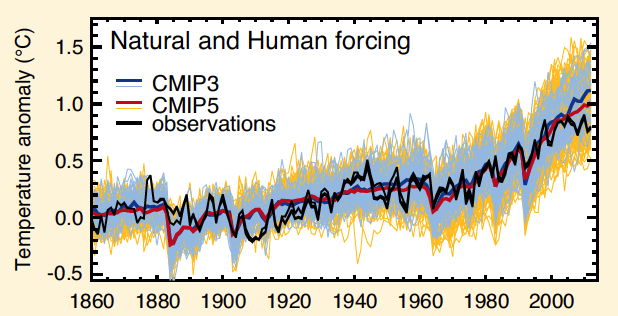 Natural and Human forcing
CMIP3
CMIP5
observations
Temperature anomaly (°C)
1.5
1.0
0.5
0.0
-0.5
1860 1880 1900 1920 1940 1960 1980 2000